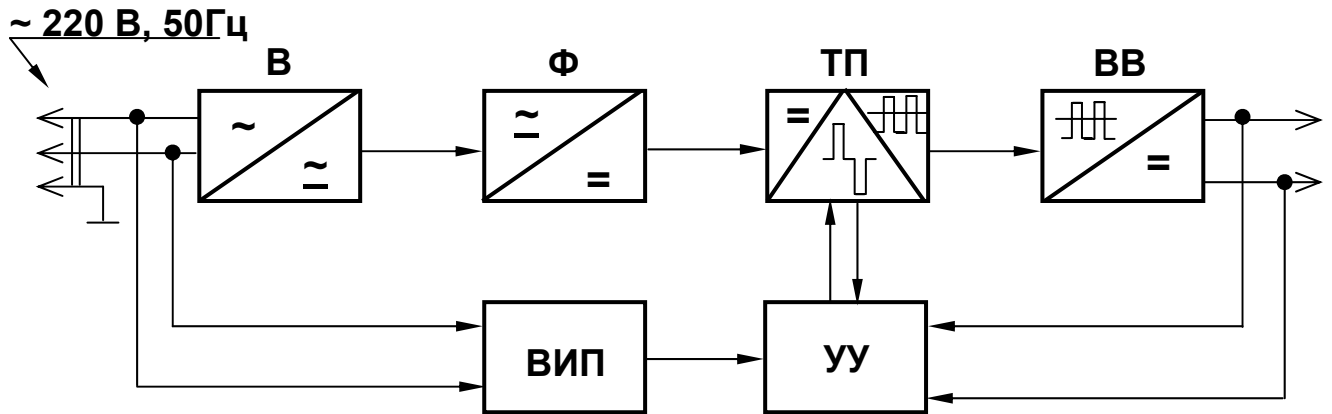 ~ 220 В, 50Гц
В
Ф
ТП
ВВ
~
~
~
=
=
=
ВИП
УУ